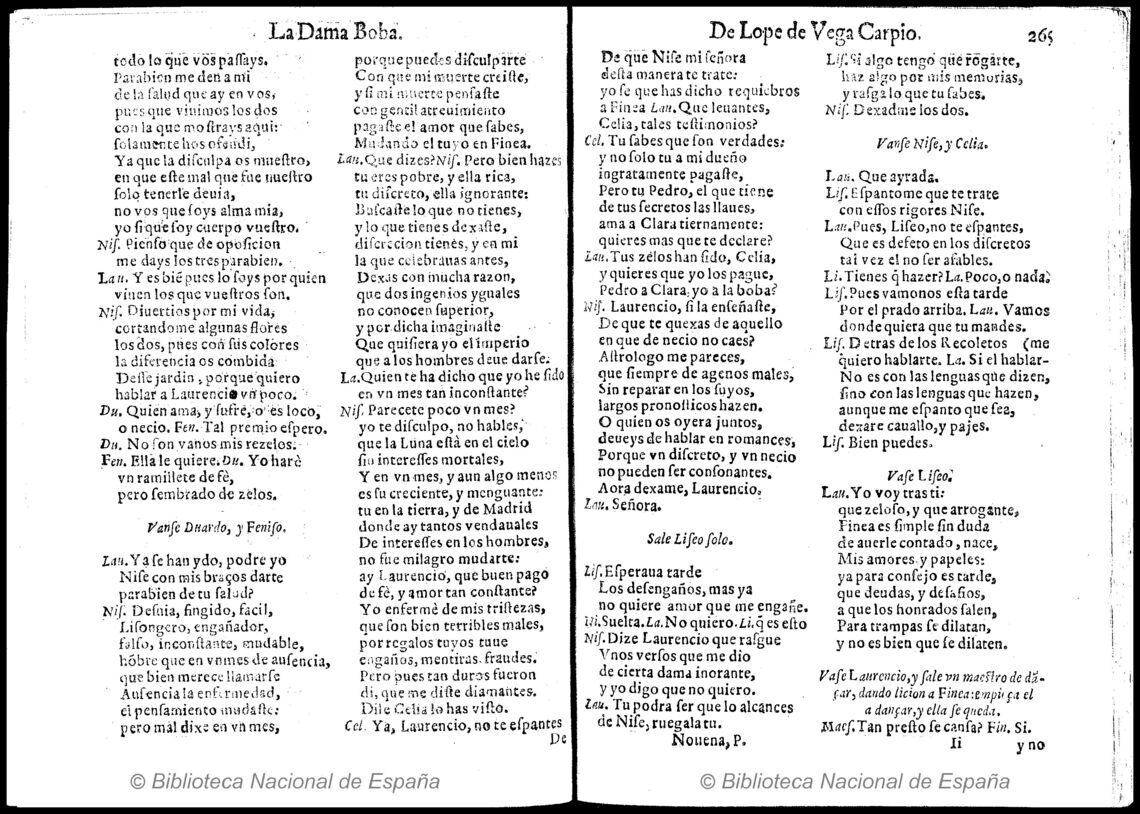 La Dama Boba.
todo lo que vos paſſays.
Parabien me den a mi
de la ſalud que ay en vos,
pues que viuimos los dos
con la que moſtrays aqui:
ſolamente hos ofendi,
Ya que la diſculpa os mueſtro,
en que eſte mal que fue nueſtro
ſolo tenerle deuia,
no vos que ſoys alma mia,
yo ſi que ſoy cuerpo vueſtro.
Niſ. Pienſo que de opoſicion
me days los tres parabien.
Lau. Y es biẽ pues lo ſoys por quien
viuen los que vueſtros ſon.
Niſ. Diuertios por mi vida,
cortandome algunas flores
los dos, pues con ſus colores
la diferencia os combida
Deſſe jardin, porque quiero
hablar a Laurencio vn poco.
Du. Quien ama, y ſufre, o es loco,
o necio. Fen. Tal premio eſpero.
Du. No ſon vanos mis rezelos.
Fen. Ella le quiere. Du. Yo harè
vn ramillete de fè,
pero ſembrado de zelos.
Vanſe Duardo, y Feniſo.
Lau. Ya ſe han ydo, podre yo
Niſe con mis braços darte
parabien de tu ſalud?
Niſ. Deſuia, fingido, facil,
Liſongero, engañador,
falſo, inconſtante, mudable,
hõbre que en vn mes de auſencia,
que bien merece llamarſe
Auſencia la enfermedad,
el penſamiento mudaſte:
pero mal dixe en vn mes,
porque puedes diſculparte
Con que mi muerte creiſte,
y ſi mi muerte penſaſte
con gentil atreuimiento
pagaſte el amor que ſabes,
Mudando el tuyo en Finea.
Lau. Que dizes? Niſ. Pero bien hazes
tu eres pobre, y ella rica,
tu diſcreto, ella ignorante:
Buſcaſte lo que no tienes,
y lo que tienes dexaſte,
diſcrecion tienes, y en mi
la que celebrauas antes,
Dexas con mucha razon,
que dos ingenios yguales
no conocen ſuperior,
y por dicha imaginaſte
Que quiſiera yo el imperio
que a los hombres deue darſe.
La. Quien te ha dicho que yo he ſido
en vn mes tan inconſtante?
Niſ. Parecete poco vn mes?
yo te diſculpo, no hables,
que la Luna eſtà en el cielo
ſin intereſſes mortales,
Y en vn mes, y aun algo menos
es ſu creciente, y menguante:
tu en la tierra, y de Madrid
donde ay tantos vendauales
De intereſſes en los hombres,
no fue milagro mudarte:
ay Laurencio, que buen pago
de fè, y amor tan conſtante?
Yo enfermè de mis triſtezas,
que ſon bien terribles males,
por regalos tuyos tuue
engaños, mentiras, fraudes.
Pero pues tan duros fueron
di, que me diſte diamantes.
Dile Celia lo has viſto.
Cel. Ya, Laurencio, no te eſpantes
De
De Lope de Vega Carpio.
265
De que Niſe mi ſeñora
deſta manera te trate:
yo ſe que has dicho requiebros
a Finea Lau. Que leuantes,
Celia, tales teſtimonios?
Cel. Tu ſabes que ſon verdades:
y no ſolo tu a mi dueño
ingratamente pagaſte,
Pero tu Pedro, el que tiene
de tus ſecretos las llaues,
ama a Clara tiernamente:
quieres mas que te declare?
Lau. Tus zelos han ſido, Celia,
y quieres que yo los pague,
Pedro a Clara, yo a la boba?
Niſ. Laurencio, ſi la enſeñaſte,
De que te quexas de aquello
en que de necio no caes?
Aſtrologo me pareces,
que ſiempre de agenos males,
Sin reparar en los ſuyos,
largos pronoſticos hazen.
O quien os oyera juntos,
deueys de hablar en romances,
Porque vn diſcreto, y vn necio
no pueden ſer conſonantes.
Aora dexame, Laurencio,
Lau. Señora.
Sale Liſeo ſolo.
Liſ. Eſperaua tarde
Los deſengaños, mas ya
no quiere amor que me engañe.
Ni. Suelta. La. No quiero. Li. q̃ es eſto
Niſ. Dize Laurencio que raſgue
Vnos verſos que me dio
de cierta dama inorante,
y yo digo que no quiero.
Lau. Tu podra ſer que lo alcances
de Niſe, ruegala tu.
Nouena, P.
Liſ. Si algo tengo que rogarte,
haz algo por mis memorias,
y raſga lo que tu ſabes.
Niſ. Dexadme los dos.
Vanſe Niſe, y Celia.
Lau. Que ayrada.
Liſ. Eſpantome que te trate
con eſſos rigores Niſe.
Lau. Pues, Liſeo, no te eſpantes,
Que es defeto en los diſcretos
tal vez el no ſer afables.
Li. Tienes q̃ hazer? La. Poco, o nada.
Liſ. Pues vamonos eſta tarde
Por el prado arriba. Lau. Vamos
donde quiera que tu mandes.
Liſ. Detras de los Recoletos (me
quiero hablarte. La. Si el hablar-
No es con las lenguas que dizen,
ſino con las lenguas que hazen,
aunque me eſpanto que ſea,
dexare cauallo, y pajes.
Liſ. Bien puedes.
Vaſe Liſeo.
Lau. Yo voy tras ti:
que zeloſo, y que arrogante,
Finea es ſimple ſin duda
de auerle contado, nace,
Mis amores y papeles:
ya para conſejo es tarde,
que deudas, y deſafios,
a que los honrados ſalen,
Para trampas ſe dilatan,
y no es bien que ſe dilaten.
Vaſe Laurencio, y ſale vn maeſtro de dã-
çar, dando licion a Finea: empieça el
a dançar, y ella ſe queda.
Maeſ. Tan preſto ſe canſa? Fin. Si.
Ii
y no
© Biblioteca Nacional de España
© Biblioteca Nacional de España